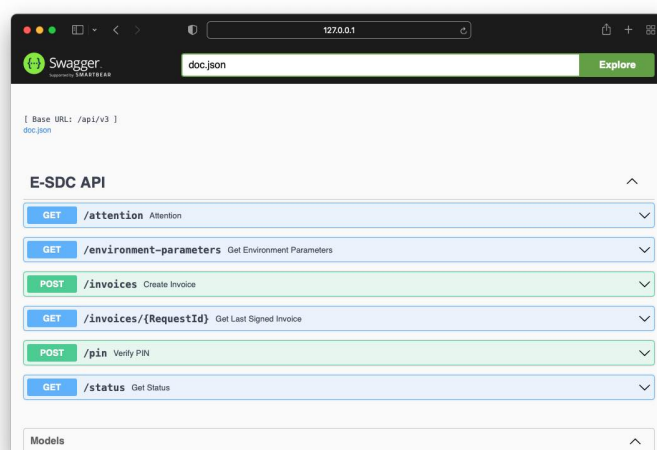 127.0.0.1
Swagger.
Supported by SMARTBEAR
doc.json
Explore
[ Base URL: /api/v3 ]
doc.json
E-SDC API
GET /attention Attention
GET /environment-parameters Get Environment Parameters
POST /invoices Create Invoice
GET /invoices/{RequestId} Get Last Signed Invoice
POST /pin Verify PIN
GET /status Get Status
Models